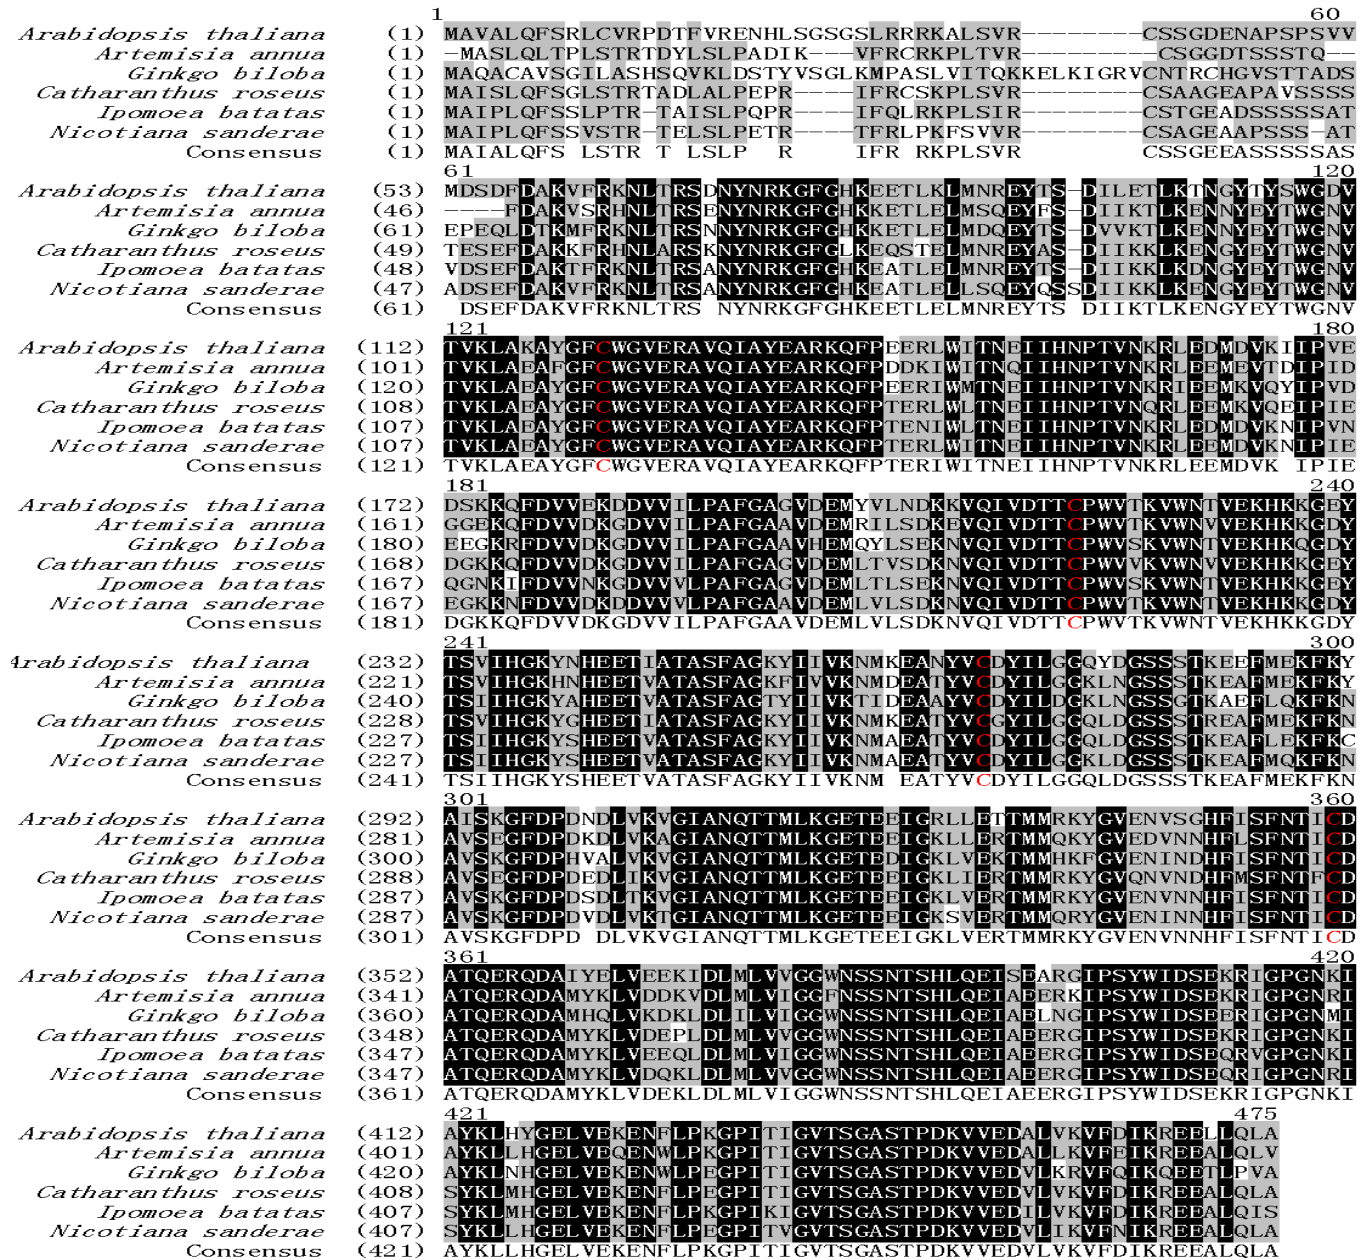 1 60
Arabidopsis thaliana (1) MAVALQFSRLCVRPDTFVRENHLSGSGSLRRRKALSVR--------CSSGDENAPSPSVV
Artemisia annua (1) -MASLQLTPLSTRTDYLSLPADIK---VFRCRKPLTVR--------CSGGDTSSSTQ--
Ginkgo biloba (1) MAQACAVSGILASHSQVKLDSTYVSGLKMPASLVITQKKELKIGRVCNTRCHGVSTTADS
Catharanthus roseus (1) MAISLQFSGLSTRTADLALPEPR----IFRCSKPLSVR--------CSAAGEAPAVSSSS
Ipomoea batatas (1) MAIPLQFSSLPTR-TAISLPQPR----IFQLRKPLSIR--------CSTGEADSSSSSAT
Nicotiana sanderae (1) MAIPLQFSSVSTR-TELSLPETR----TFRLPKFSVVR--------CSAGEAAPSSS-AT
Consensus (1) MAIALQFS LSTR T LSLP R IFR RKPLSVR CSSGEEASSSSSAS
61 120
Arabidopsis thaliana (53) MDSDFDAKVFRKNLTRSDNYNRKGFGHKEETLKLMNREYTS-DILETLKTNGYTYSWGDV
Artemisia annua (46) ----FDAKVSRHNLTRSENYNRKGFGHKKETLELMSQEYFS-DIIKTLKENNYEYTWGNV
Ginkgo biloba (61) EPEQLDTKMFRKNLTRSNNYNRKGFGHKKETLELMDQEYTS-DVVKTLKENNYEYTWGNV
Catharanthus roseus (49) TESEFDAKKFRHNLARSKNYNRKGFGLKEQSTELMNREYAS-DIIKKLKENGYEYTWGNV
Ipomoea batatas (48) VDSEFDAKTFRKNLTRSANYNRKGFGHKEATLELMNREYTS-DIIKKLKDNGYEYTWGNV
Nicotiana sanderae (47) ADSEFDAKVFRKNLTRSANYNRKGFGHKEATLELLSQEYQSSDIIKKLKENGYEYTWGNV
Consensus (61) DSEFDAKVFRKNLTRS NYNRKGFGHKEETLELMNREYTS DIIKTLKENGYEYTWGNV
121 180
Arabidopsis thaliana (112) TVKLAKAYGFCWGVERAVQIAYEARKQFPEERLWITNEIIHNPTVNKRLEDMDVKIIPVE
Artemisia annua (101) TVKLAEAFGFCWGVERAVQIAYEARKQFPDDKIWITNQIIHNPTVNKRLEEMEVTDIPID
Ginkgo biloba (120) TVKLAEAYGFCWGVERAVQIAYEARKQFPEERIWMTNEIIHNPTVNKRIEEMKVQYIPVD
Catharanthus roseus (108) TVKLAEAYGFCWGVERAVQIAYEARKQFPTERLWLTNEIIHNPTVNQRLEEMKVQEIPIE
Ipomoea batatas (107) TVKLAEAYGFCWGVERAVQIAYEARKQFPTENIWITNEIIHNPTVNKRLEEMDVKNIPVN
Nicotiana sanderae (107) TVKLAEAYGFCWGVERAVQIAYEARKQFPTERLWITNEIIHNPTVNKRLEEMDVKNIPIE
Consensus (121) TVKLAEAYGFCWGVERAVQIAYEARKQFPTERIWITNEIIHNPTVNKRLEEMDVK IPIE
181 240
Arabidopsis thaliana (172) DSKKQFDVVEKDDVVILPAFGAGVDEMYVLNDKKVQIVDTTCPWVTKVWNTVEKHKKGEY
Artemisia annua (161) GGEKQFDVVDKGDVVILPAFGAAVDEMRILSDKEVQIVDTTCPWVTKVWNVVEKHKKGDY
Ginkgo biloba (180) EEGKRFDVVDKGDVVILPAFGAAVHEMQYLSEKNVQIVDTTCPWVSKVWNTVEKHKQGDY
Catharanthus roseus (168) DGKKQFDVVDKGDVVILPAFGAAVDEMLTVSDKNVQIVDTTCPWVTKVWNTVEKHKKGEY
Ipomoea batatas (167) QGNKIFDVVNKGDVVVLPAFGAAVDEMLTLSEKNVQIVDTTCPWVSKVWNTVEKHKKGEY
Nicotiana sanderae (167) EGKKNFDVVDKDDVVVLPAFGAAVDEMLVLSDKNVQIVDTTCPWVTKVWNTVEKHKKGDY
Consensus (181) DGKKQFDVVDKGDVVILPAFGAAVDEMLVLSDKNVQIVDTTCPWVTKVWNTVEKHKKGDY
241 300
Arabidopsis thaliana (232) TSVIHGKYNHEETIATASFAGKYIIVKNMKEANYVCDYILGGQYDGSSSTKEEFMEKFKY
Artemisia annua (221) TSVIHGKHNHEETVATASFAGKFIVVKNMDEATYVCDYILGGKLNGSSSTKEAFMEKFKY
Ginkgo biloba (240) TSIIHGKYAHEETVATASFAGTYIIVKTIDEAAYVCDYILDGKLNGSSGTKAEFLQKFKN
Catharanthus roseus (228) TSVIHGKYGHEETIATASFAGKYIIVKNMKEATYVCGYILGGQLDGSSSTREAFMEKFKN
Ipomoea batatas (227) TSIIHGKYSHEETVATASFAGKYIIVKNMAEATYVCDYILGGQLDGSSSTKEAFLEKFKC
Nicotiana sanderae (227) TSIIHGKYSHEETVATASFAGKYIIVKNMAEATYVCDYILGGKLDGSSSTKEAFMQKFKN
Consensus (241) TSIIHGKYSHEETVATASFAGKYIIVKNM EATYVCDYILGGQLDGSSSTKEAFMEKFKN
301 360
Arabidopsis thaliana (292) AISKGFDPDNDLVKVGIANQTTMLKGETEEIGRLLETTMMRKYGVENVSGHFISFNTICD
Artemisia annua (281) AVSEGFDPDKDLVKAGIANQTTMLKGETEEIGKLVERTMMQKYGVEDVNNHFLSFNTICD
Ginkgo biloba (300) AVSKGFDPHVALVKVGIANQTTMLKGETEDIGKLVEKTMMHKFGVENINDHFISFNTICD
Catharanthus roseus (288) AVSEGFDPDEDLIKVGIANQTTMLKGETEEIGKLIERTMMRKYGVQNVNDHFMSFNTFCD
Ipomoea batatas (287) AVSKGFDPDSDLTKVGIANQTTMLKGETEEIGKLVERTMMRKYGVENVNNHFISFNTICD
Nicotiana sanderae (287) AVSKGFDPDVDLVKTGIANQTTMLKGETEEIGKSVERTMMQRYGVENINNHFISFNTICD
Consensus (301) AVSKGFDPD DLVKVGIANQTTMLKGETEEIGKLVERTMMRKYGVENVNNHFISFNTICD
361 420
Arabidopsis thaliana (352) ATQERQDAIYELVEEKIDLMLVVGGWNSSNTSHLQEISEARGIPSYWIDSEKRIGPGNKI
Artemisia annua (341) ATQERQDAMYKLVDDKVDLMLVIGGFNSSNTSHLQEIAEERKIPSYWIDSEKRIGPGNRI
Ginkgo biloba (360) ATQERQDAMHQLVKDKLDLILVIGGWNSSNTSHLQEIAELNGIPSYWIDSEERIGPGNMI
Catharanthus roseus (348) ATQERQDAMYKLVDEPLDLMLVVGGWNSSNTSHLQEIAEERGIPSYWIDSEKRIGPGNKI
Ipomoea batatas (347) ATQERQDAMYKLVEEQLDLMLVIGGWNSSNTSHLQEIAEERGIPSYWIDSEQRVGPGNKI
Nicotiana sanderae (347) ATQERQDAMYKLVDQKLDLMLVVGGWNSSNTSHLQEIAEERGIPSYWIDSEQRIGPGNRI
Consensus (361) ATQERQDAMYKLVDEKLDLMLVIGGWNSSNTSHLQEIAEERGIPSYWIDSEKRIGPGNKI
421 475
Arabidopsis thaliana (412) AYKLHYGELVEKENFLPKGPITIGVTSGASTPDKVVEDALVKVFDIKREELLQLA
Artemisia annua (401) AYKLLHGELVEQENWLPKGPITIGVTSGASTPDKVVEDALIKVFEIKREEALQLV
Ginkgo biloba (420) AYKLNHGELVEKENWLPEGPITIGVTSGASTPDKVVEDVLKRVFQIKQEETLPVA
Catharanthus roseus (408) SYKLMHGELVEKENFLPEGPIKIGVTSGASTPDKVVEDVLVKVFDIKREEALQLA
Ipomoea batatas (407) SYKLMHGELVEKENFLPKGPIKIGVTSGASTPDKVVEDILVKVFDIKREEALQIS
Nicotiana sanderae (407) SYKLLHGELVEKENFLPEGPITVGVTSGASTPDKVVEDVLIKVFNIKREEALQLA
Consensus (421) AYKLLHGELVEKENFLPKGPITIGVTSGASTPDKVVEDVLVKVFDIKREEALQLA